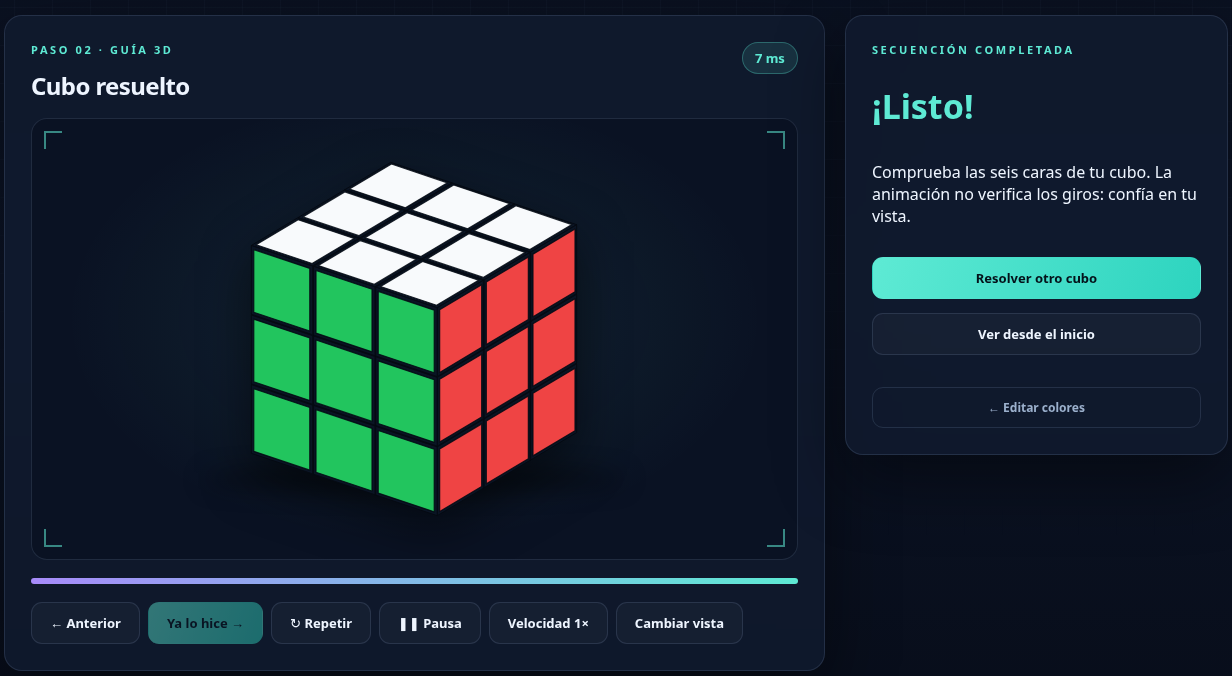 PASO 02 · GUÍA 3D
7 ms
Cubo resuelto
← Anterior
Ya lo hice →
↻ Repetir
❚❚ Pausa
Velocidad 1×
Cambiar vista
SECUENCIÓN COMPLETADA
¡Listo!
Comprueba las seis caras de tu cubo. La
animación no verifica los giros: confía en tu
vista.
Resolver otro cubo
Ver desde el inicio
← Editar colores